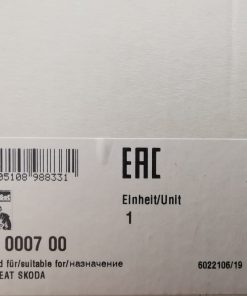 05108 988331
EAC
Einheit/Unit
1
0007 00
für/suitable for/назначение
6022106/19
EAT SKODA